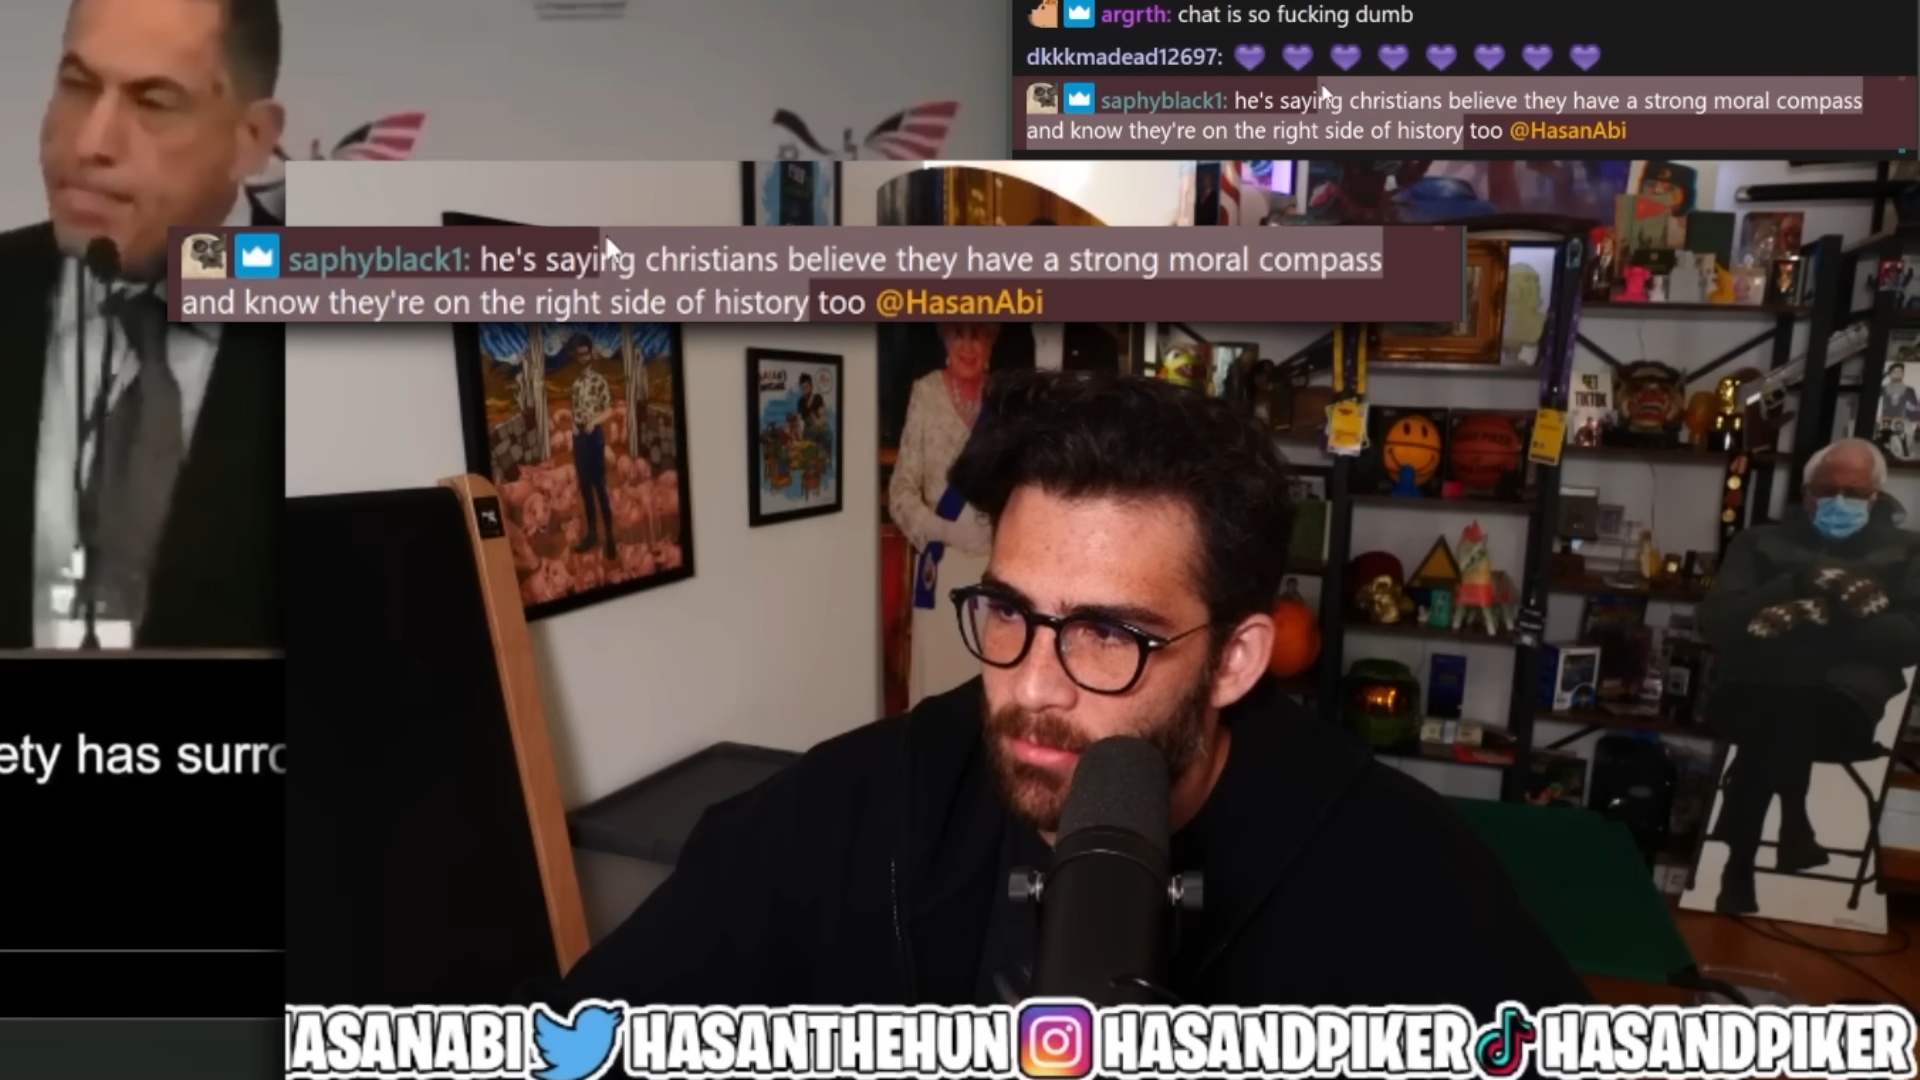 argrth: chat is so fucking dumb
dkkkmadead12697: 💜 💜 💜 💜 💜 💜 💜 💜
saphyblack1: he's saying christians believe they have a strong moral compass
and know they're on the right side of history too @HasanAbi
saphyblack1: he's saying christians believe they have a strong moral compass
and know they're on the right side of history too @HasanAbi
ety has surro
ASANABI HASANTHEHUN HASANDPIKER HASANDPIKER